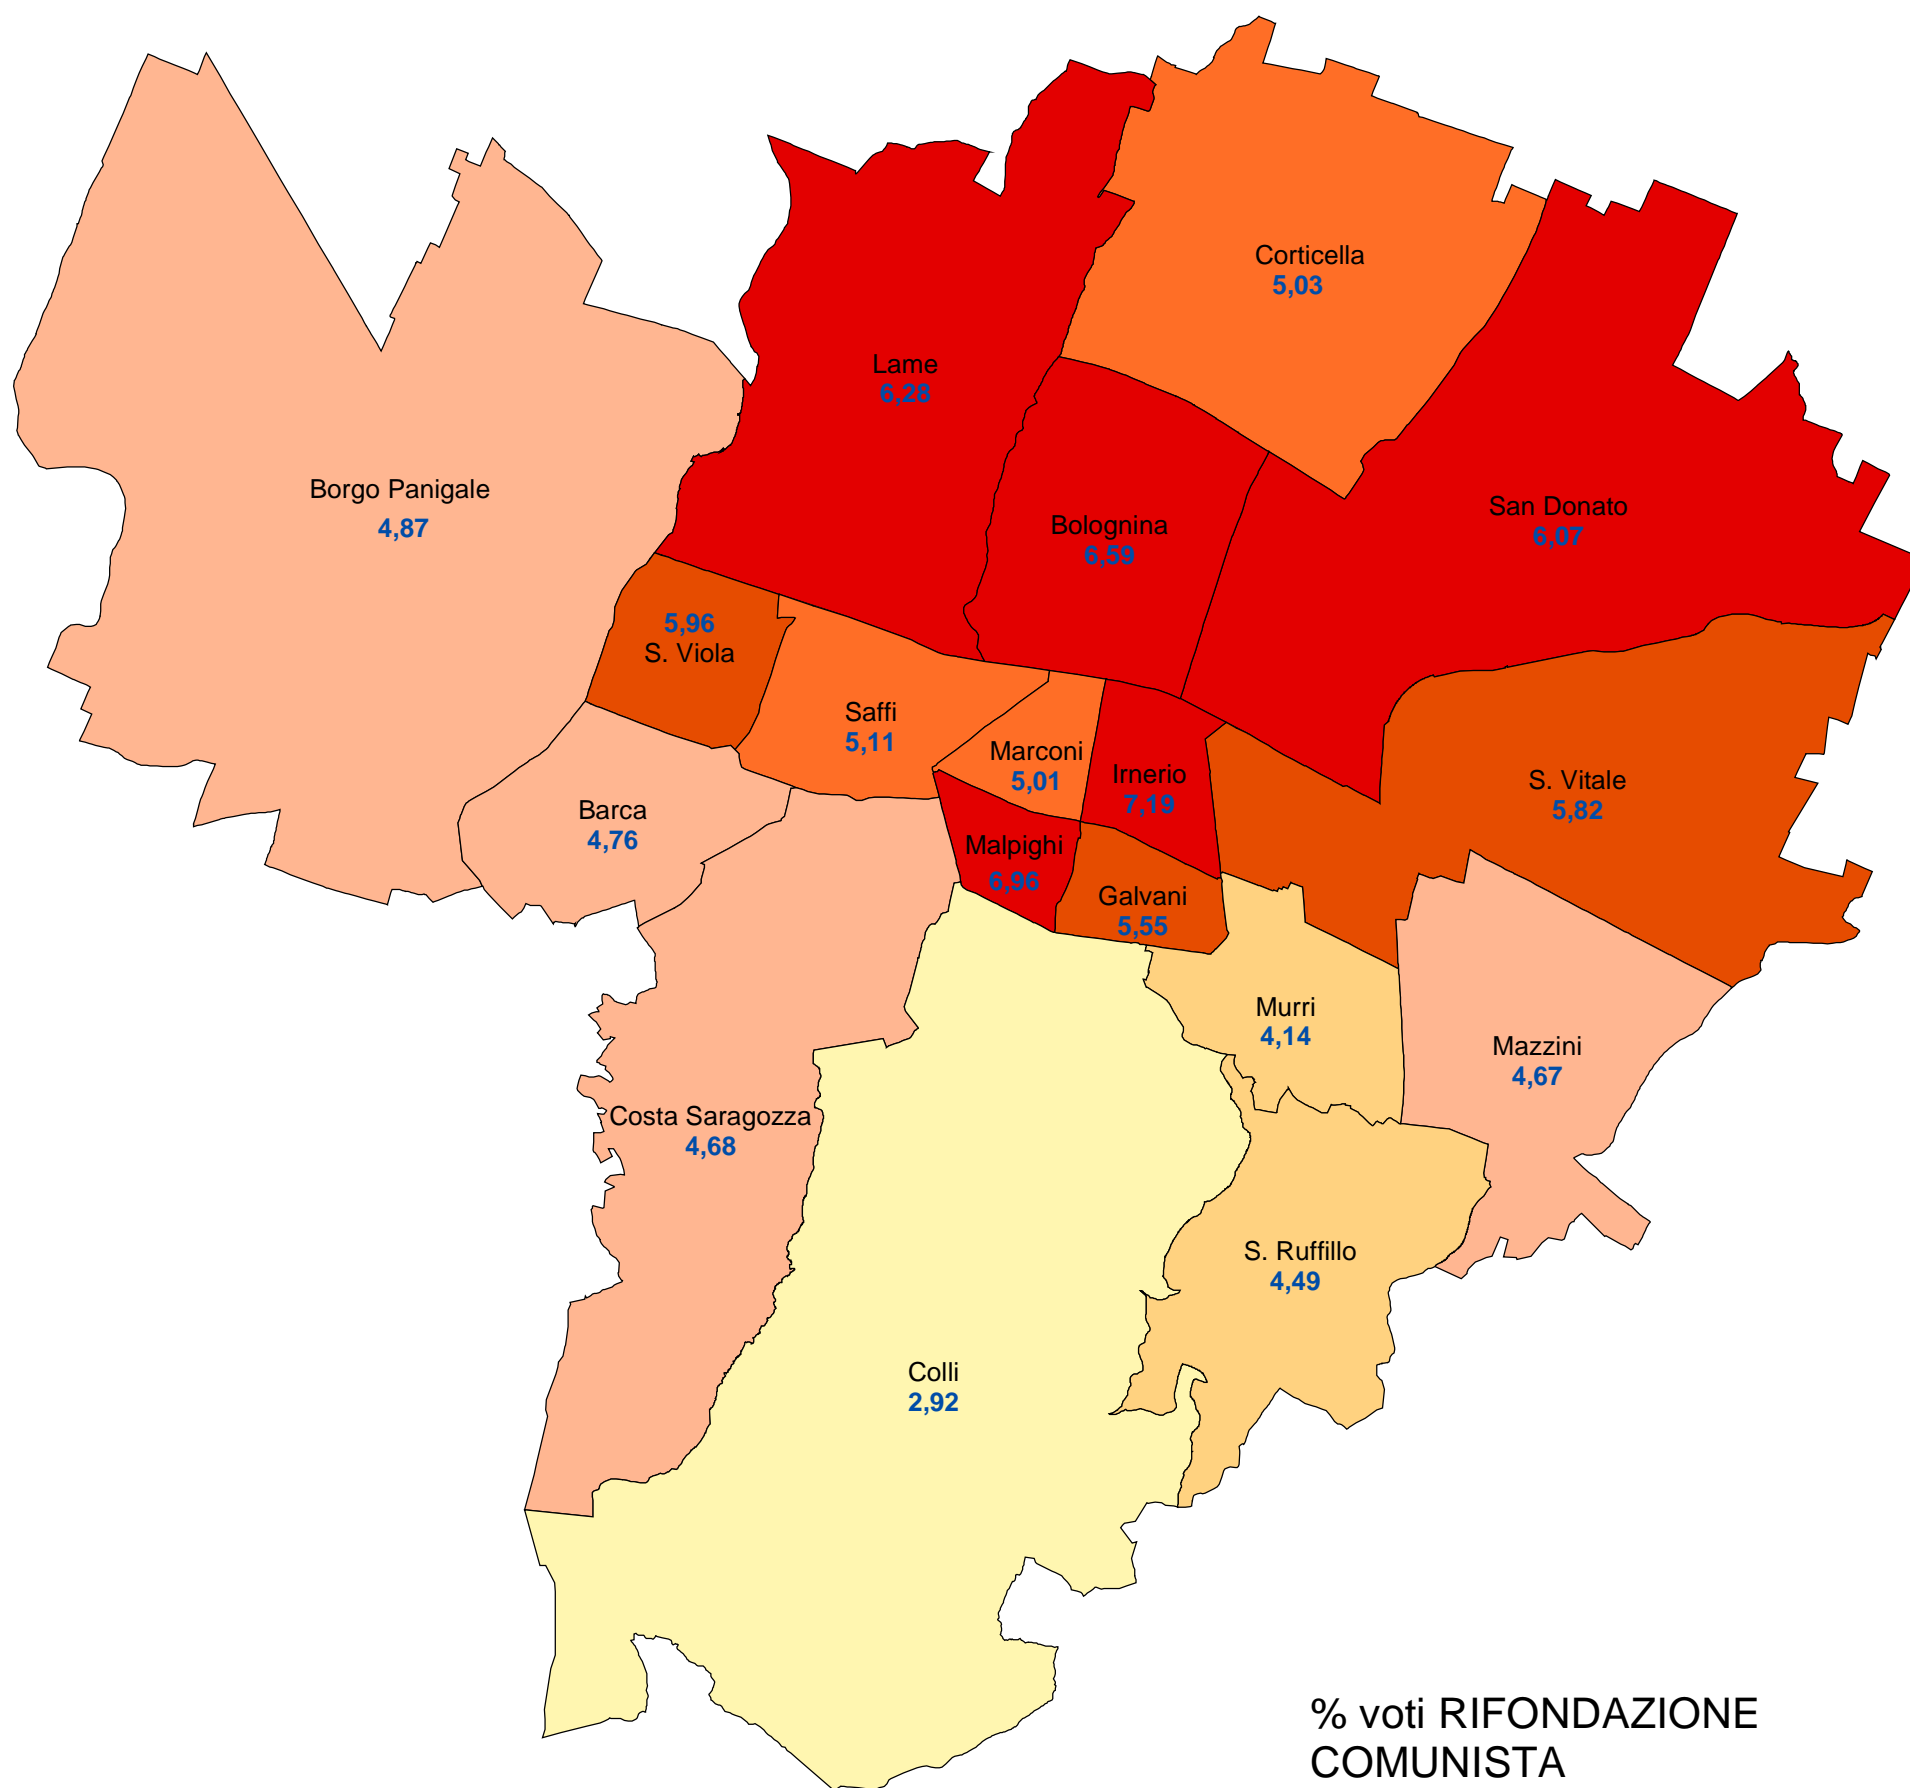 Corticella
5,03
Lame
6,28
Borgo Panigale
4,87
Bolognina
6,59
San Donato
6,07
5,96
S. Viola
Saffi
5,11
Marconi
5,01
Irnerio
7,19
S. Vitale
5,82
Barca
4,76
Malpighi
6,96
Galvani
5,55
Murri
4,14
Mazzini
4,67
Costa Saragozza
4,68
S. Ruffillo
4,49
Colli
2,92
% voti RIFONDAZIONE
COMUNISTA